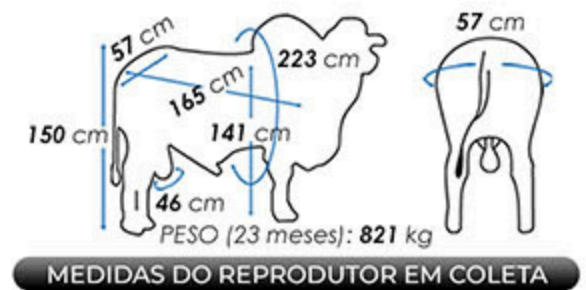 57 cm
57 cm
223 cm
165 cm
150 cm
141 cm
46 cm
PESO (23 meses): 821 kg
MEDIDAS DO REPRODUTOR EM COLETA